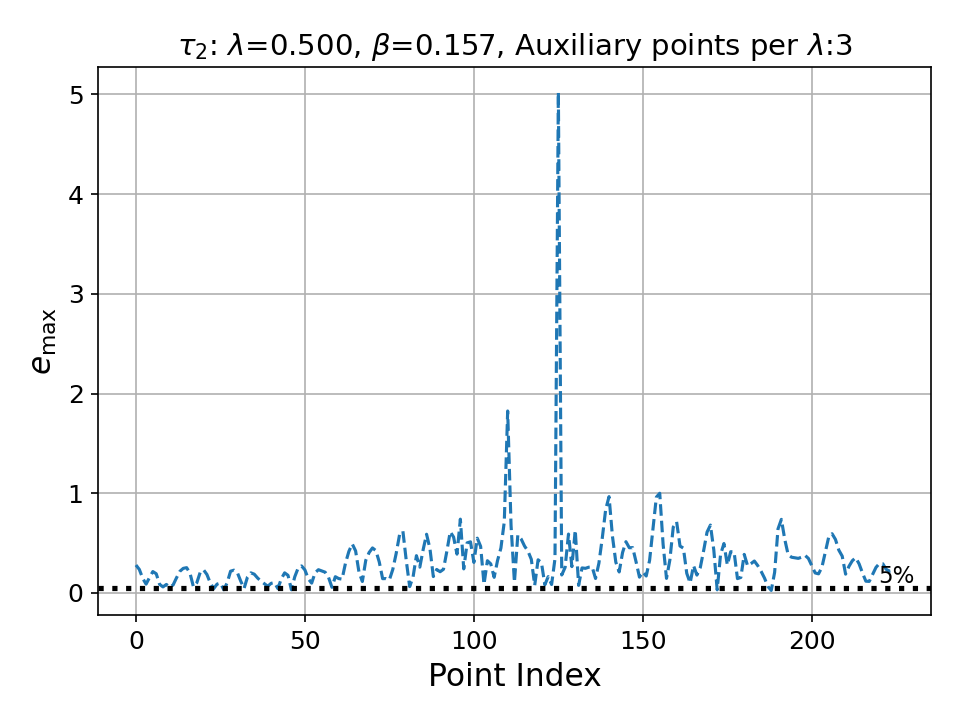 τ₂: λ=0.500, β=0.157, Auxiliary points per λ:3
5
4
3
2
1
0
e_max
5%
0 50 100 150 200
Point Index